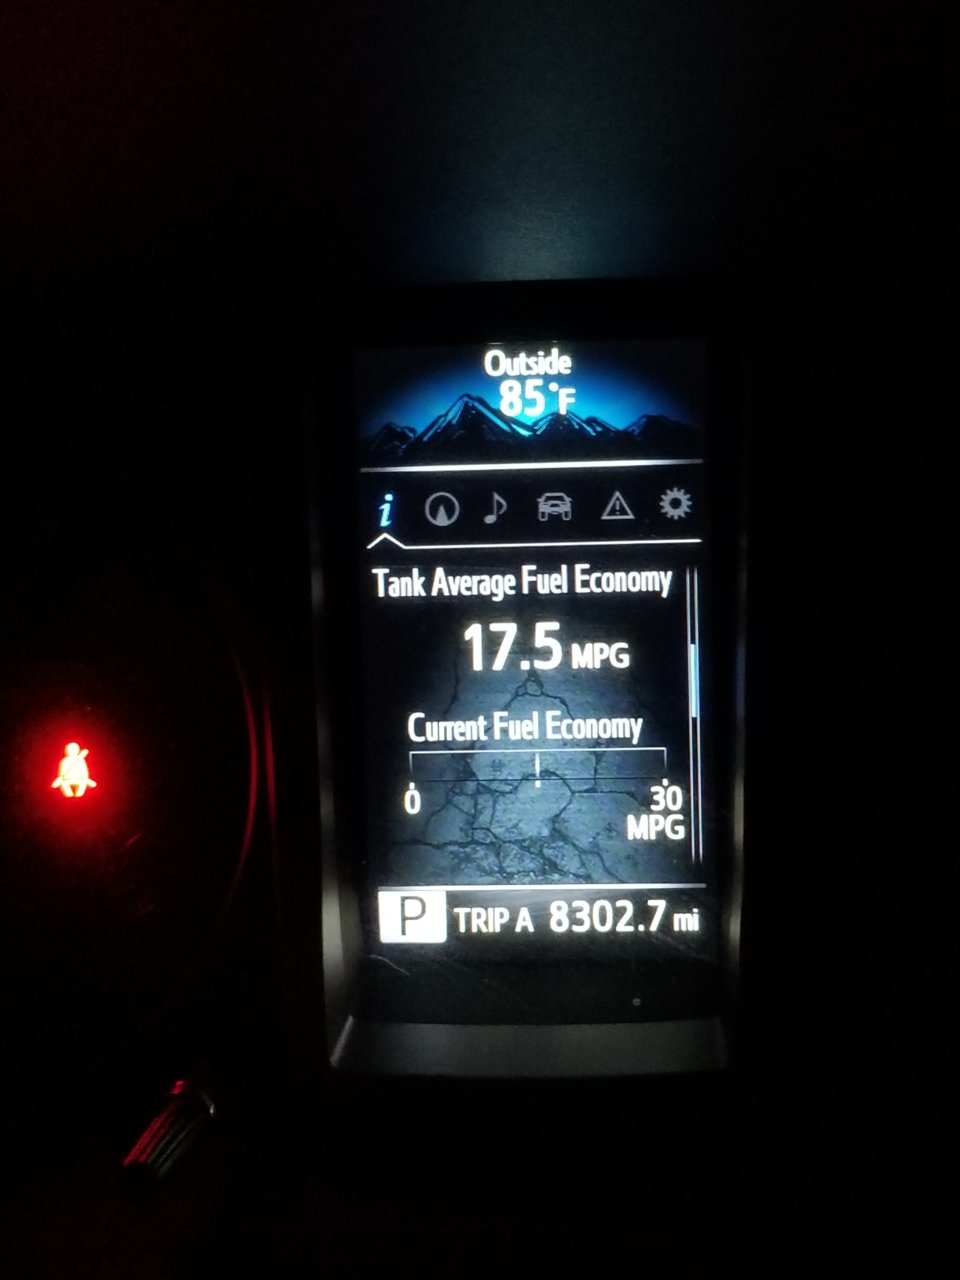 Outside
85°F
i
Tank Average Fuel Economy
17.5 MPG
Current Fuel Economy
0 30
MPG
P TRIP A 8302.7 mi